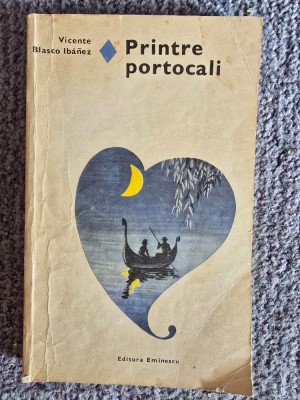 Vicente
Blasco Ibáñez
Printre
portocali
Editura Eminescu